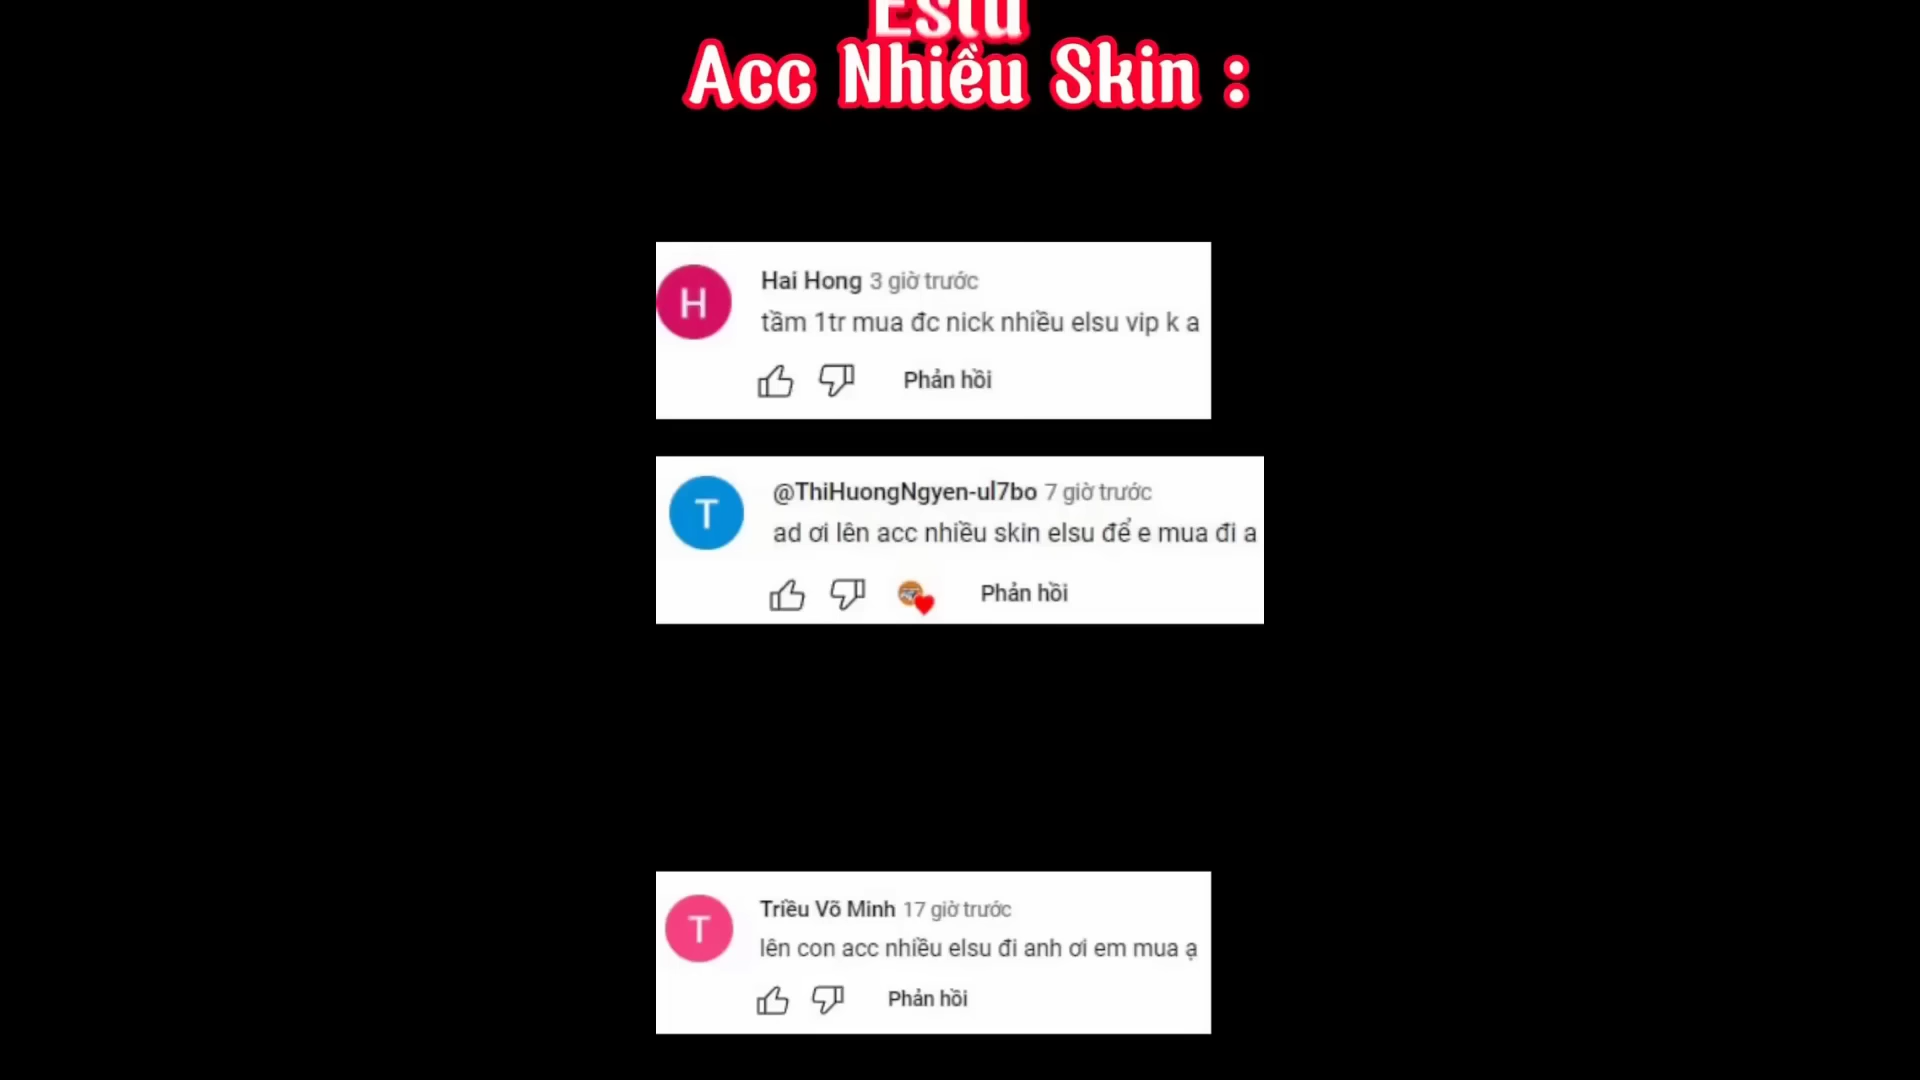 Estu
Acc Nhiều Skin :
H
Hai Hong 3 giờ trước
tầm 1tr mua đc nick nhiều elsu vip k a
Phản hồi
T
@ThiHuongNgyen-ul7bo 7 giờ trước
ad ơi lên acc nhiều skin elsu để e mua đi a
Phản hồi
T
Triều Võ Minh 17 giờ trước
lên con acc nhiều elsu đi anh ơi em mua ạ
Phản hồi